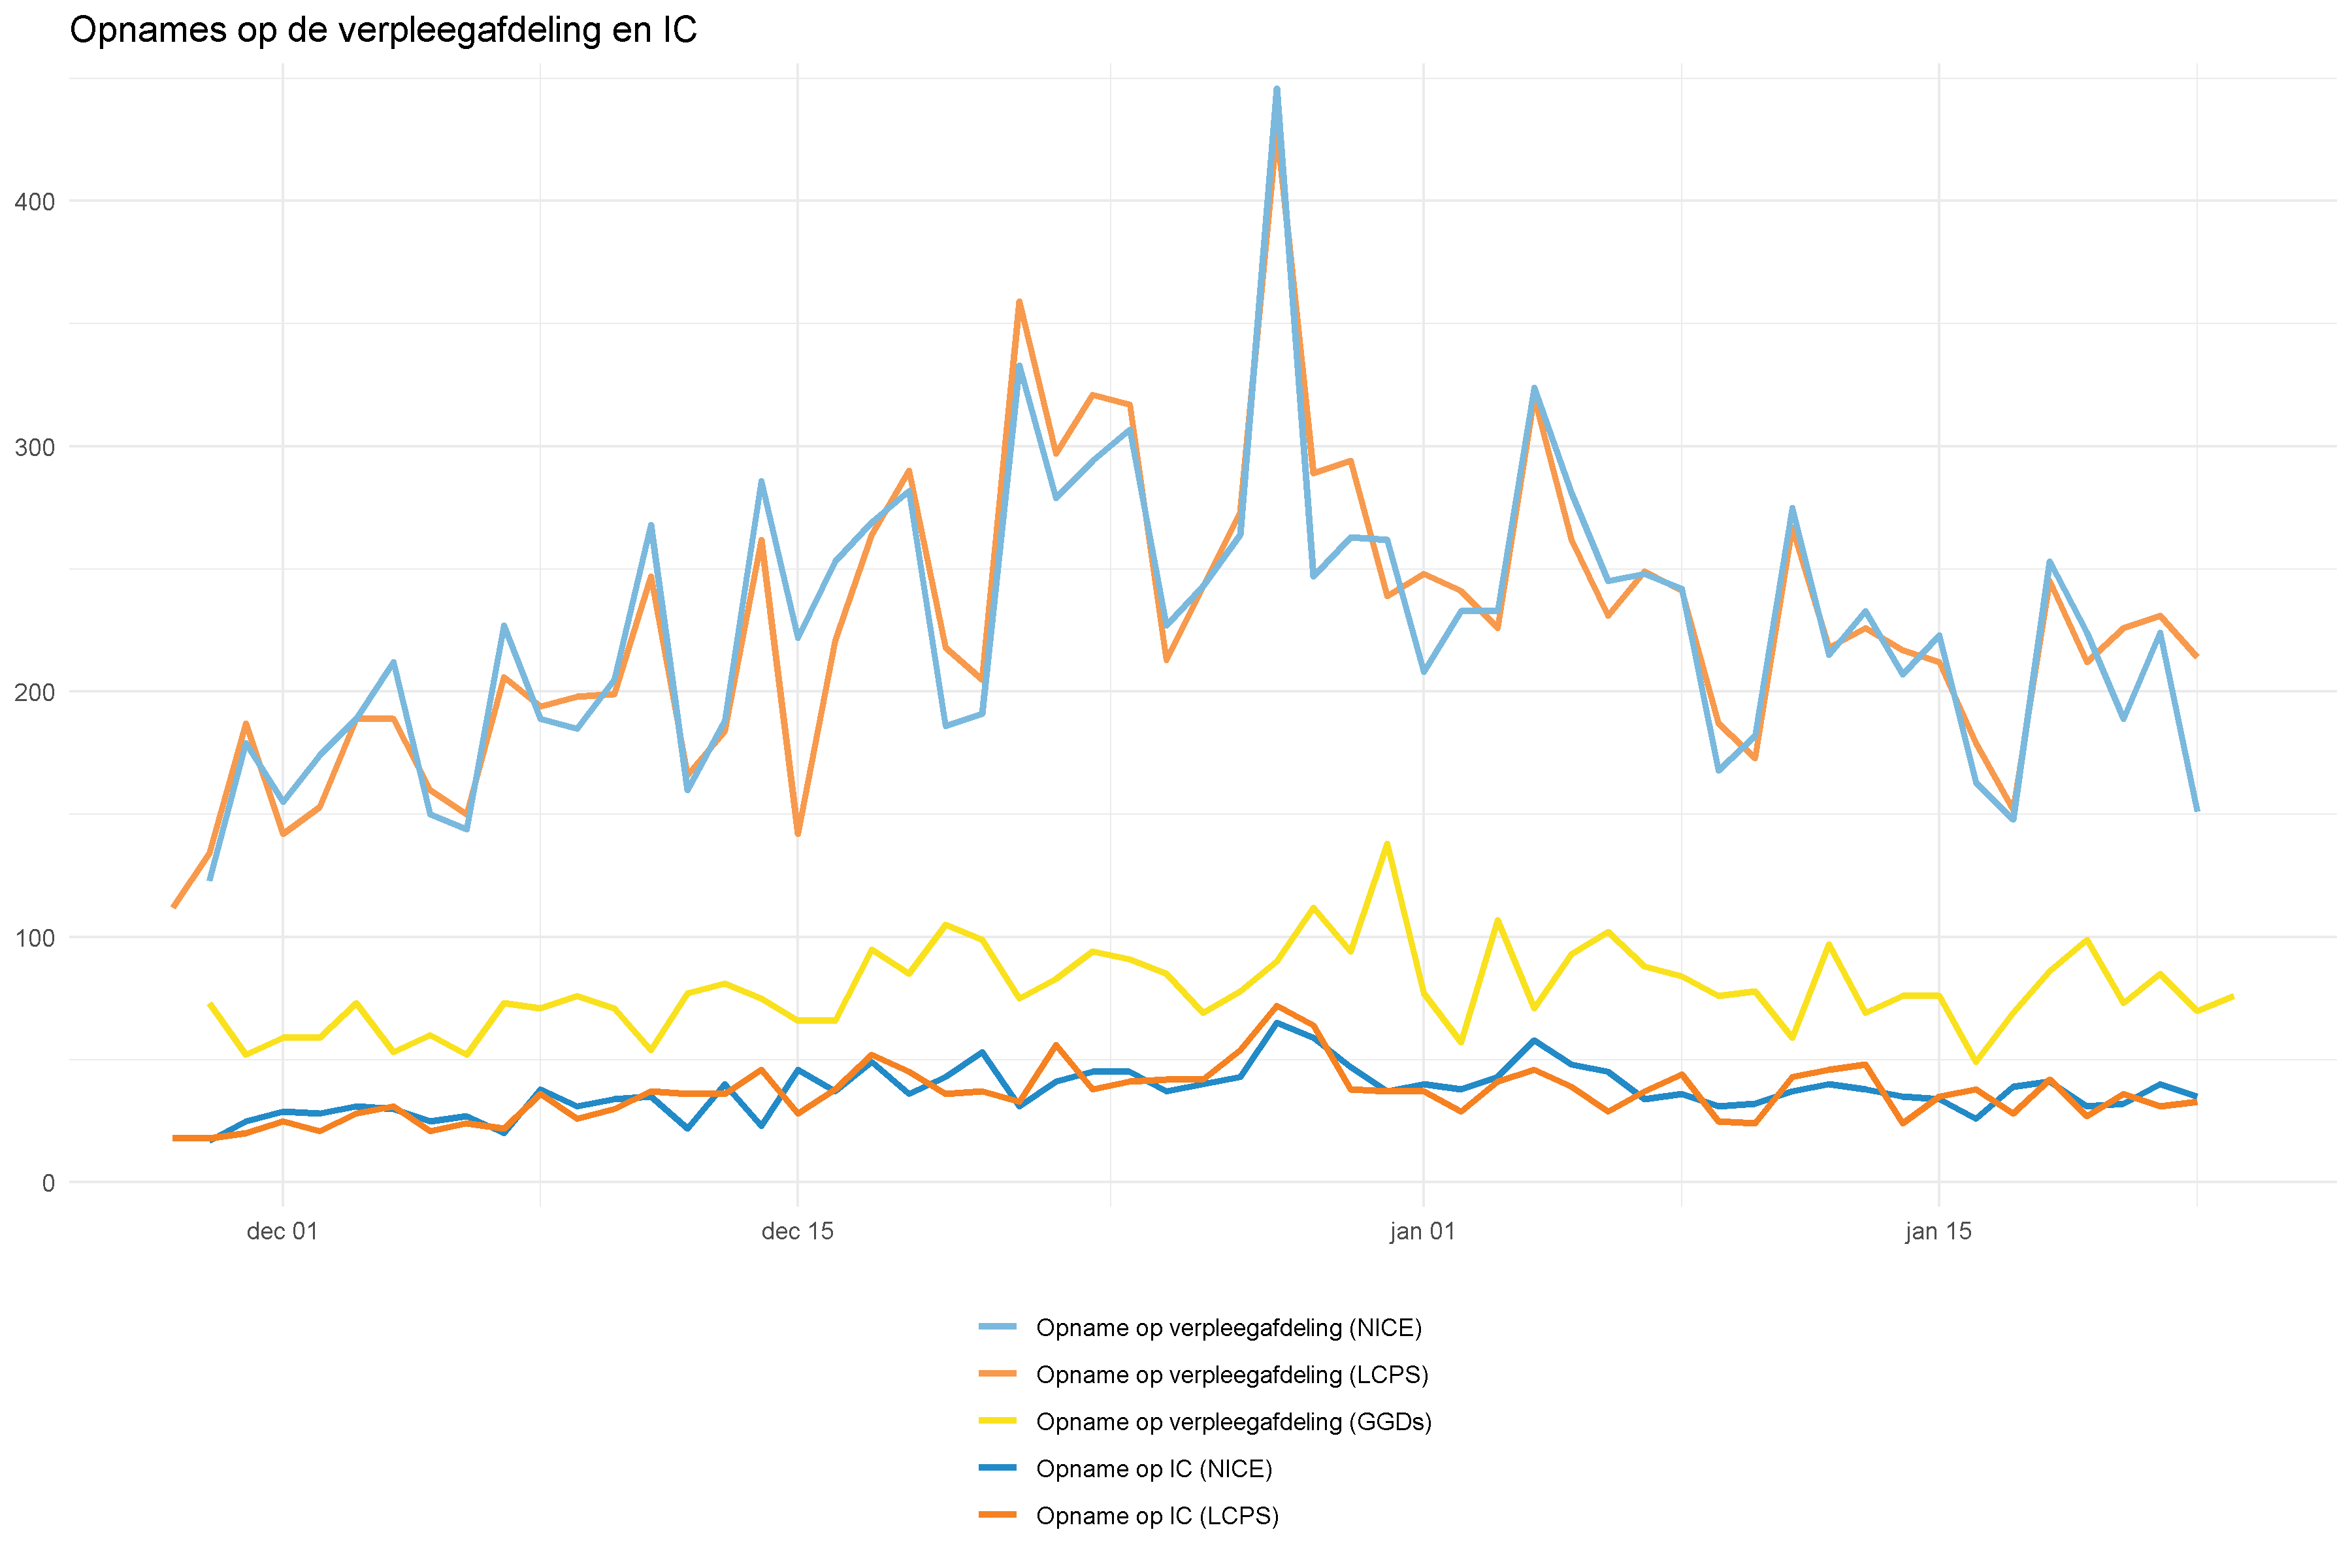 Opnames op de verpleegafdeling en IC
400
300
200
100
0
dec 01 dec 15 jan 01 jan 15
Opname op verpleegafdeling (NICE)
Opname op verpleegafdeling (LCPS)
Opname op verpleegafdeling (GGDs)
Opname op IC (NICE)
Opname op IC (LCPS)